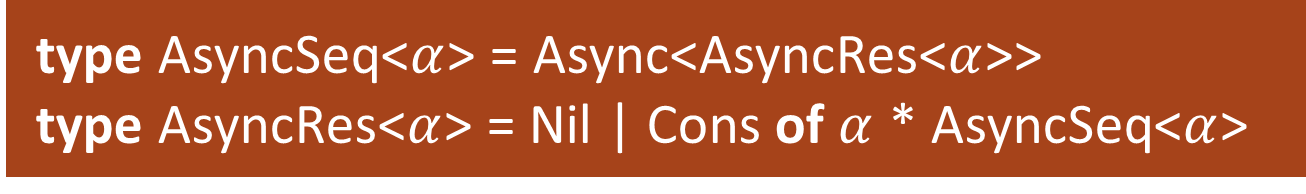 type AsyncSeq<𝛼> = Async<AsyncRes<𝛼>>
type AsyncRes<𝛼> = Nil | Cons of 𝛼 * AsyncSeq<𝛼>